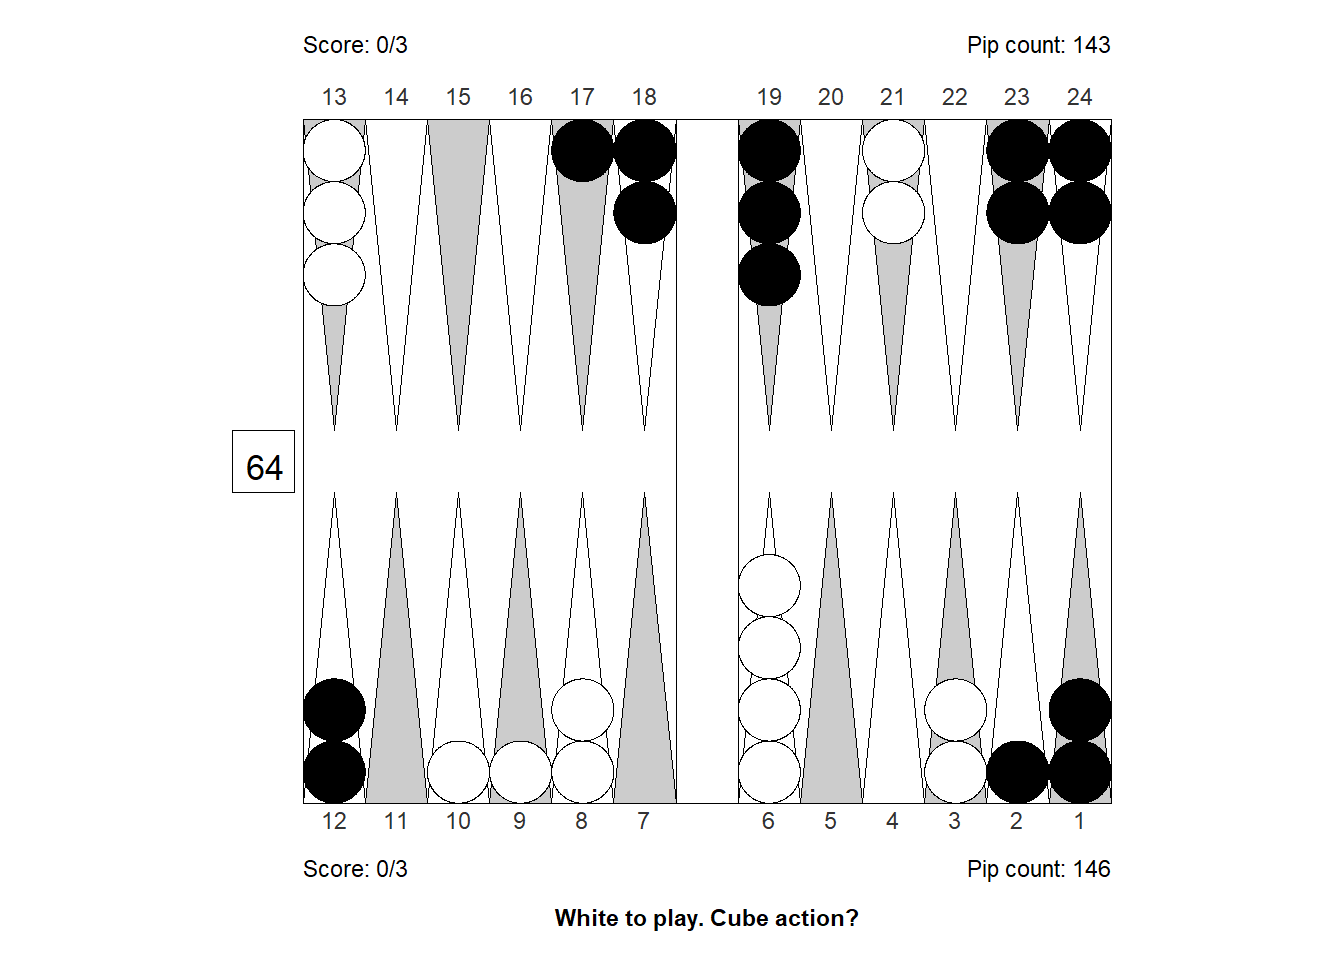 Score: 0/3 Pip count: 143
13 14 15 16 17 18 19 20 21 22 23 24
64
12 11 10 9 8 7 6 5 4 3 2 1
Score: 0/3 Pip count: 146
White to play. Cube action?